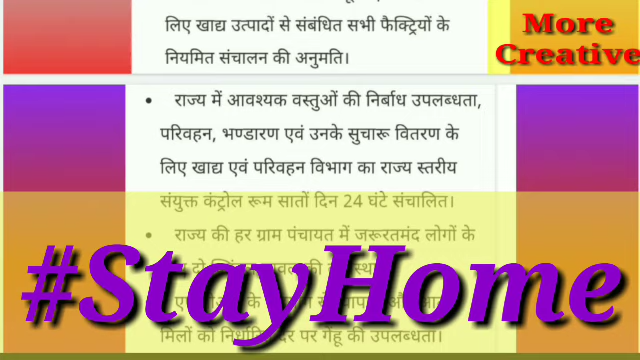 लिए खाद्य उत्पादों से संबंधित सभी फैक्ट्रियों के
नियमित संचालन की अनुमति।
More
Creative
• राज्य में आवश्यक वस्तुओं की निर्बाध उपलब्धता,
परिवहन, भण्डारण एवं उनके सुचारू वितरण के
लिए खाद्य एवं परिवहन विभाग का राज्य स्तरीय
संयुक्त कंट्रोल रूम सातों दिन 24 घंटे संचालित।
• राज्य की हर ग्राम पंचायत में जरूरतमंद लोगों के
#StayHome
मिलों को निर्धारित दर पर गेंहू की उपलब्धता।